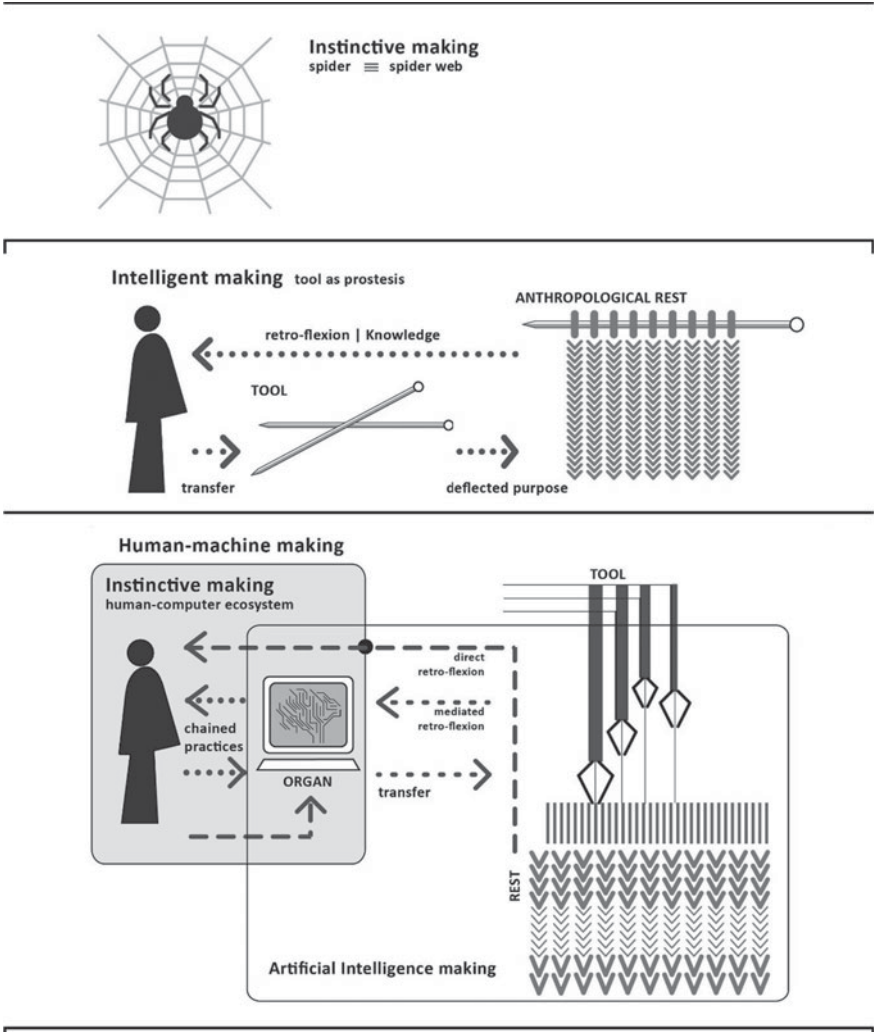 Instinctive making
spider ≡ spider web
Intelligent making tool as prostesis
ANTHROPOLOGICAL REST
retro-flexion | Knowledge
TOOL
transfer
deflected purpose
Human-machine making
Instinctive making
human-computer ecosystem
TOOL
direct
retro-flexion
mediated
retro-flexion
chained
practices
ORGAN
transfer
REST
Artificial Intelligence making